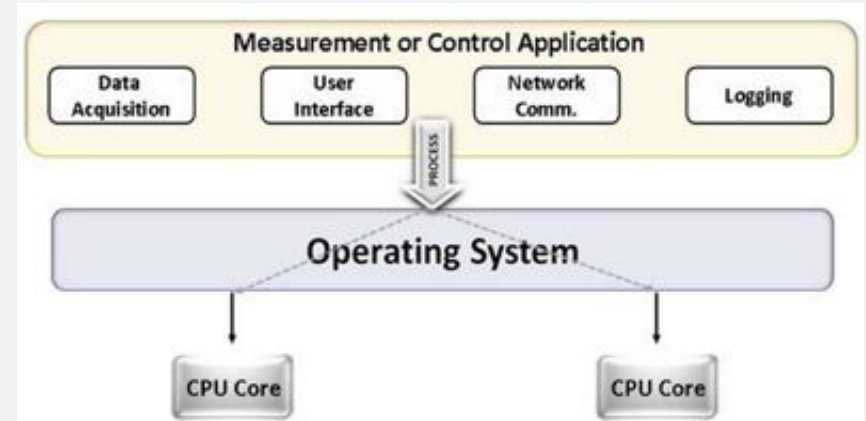 Measurement or Control Application
Data
Acquisition
User
Interface
Network
Comm.
Logging
PROCESS
Operating System
CPU Core
CPU Core